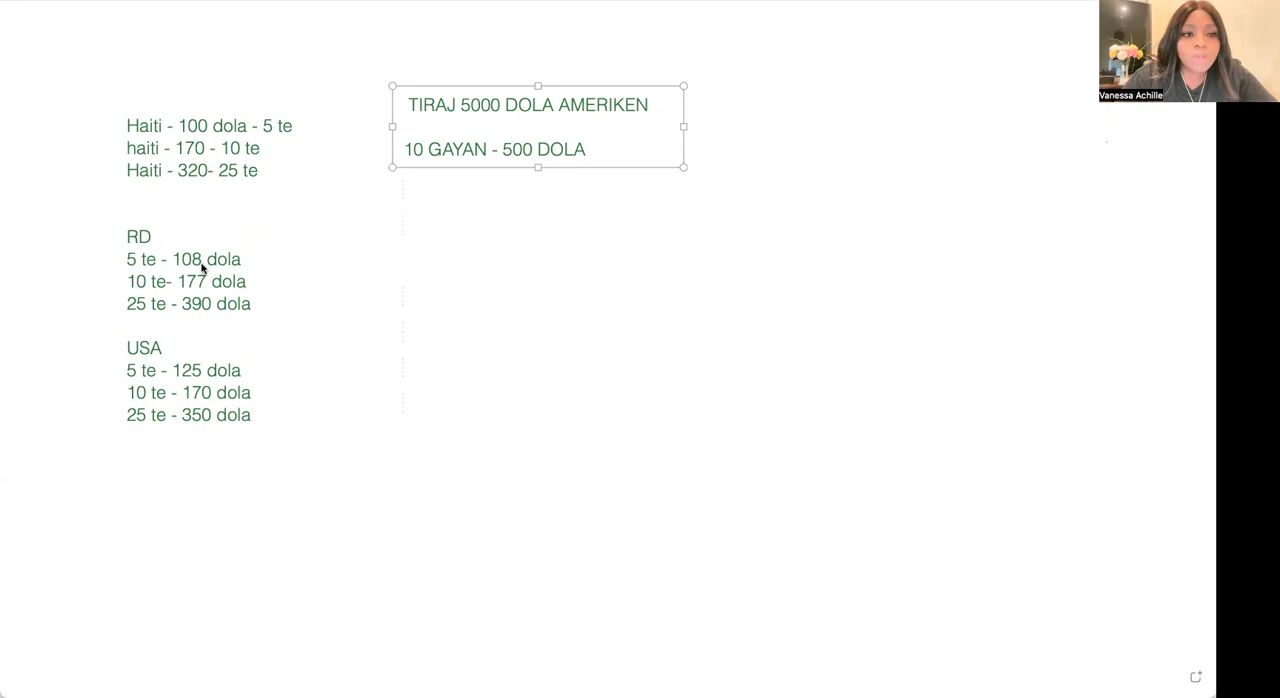 Haiti - 100 dola - 5 te
haiti - 170 - 10 te
Haiti - 320- 25 te
RD
5 te - 108 dola
10 te- 177 dola
25 te - 390 dola
USA
5 te - 125 dola
10 te - 170 dola
25 te - 350 dola
TIRAJ 5000 DOLA AMERIKEN
10 GAYAN - 500 DOLA
Vanessa Achille